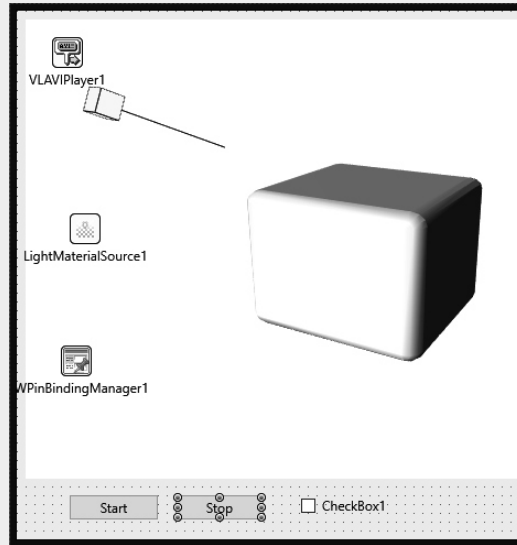 VLAVIPlayer1
LightMaterialSource1
WPinBindingManager1
Start
Stop
CheckBox1